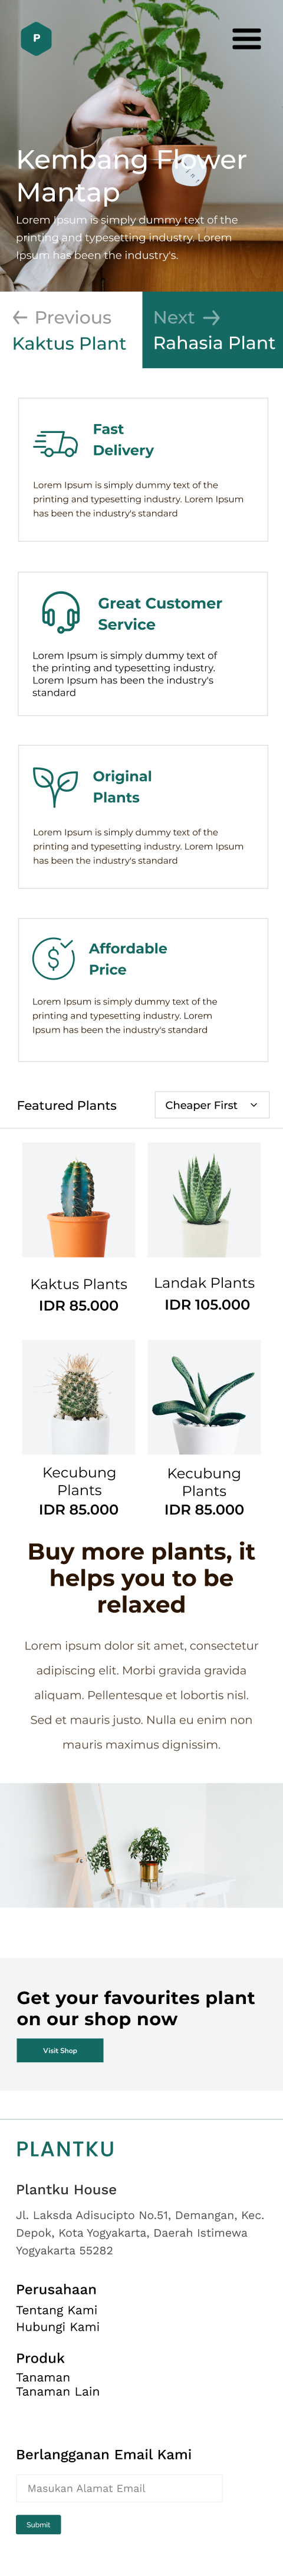 P
Kembang Flower
Mantap
Lorem Ipsum is simply dummy text of the
printing and typesetting industry. Lorem
Ipsum has been the industry's.
Previous
Kaktus Plant
Next
Rahasia Plant
Fast
Delivery
Lorem Ipsum is simply dummy text of the
printing and typesetting industry. Lorem Ipsum
has been the industry's standard
Great Customer
Service
Lorem Ipsum is simply dummy text of
the printing and typesetting industry.
Lorem Ipsum has been the industry's
standard
Original
Plants
Lorem Ipsum is simply dummy text of the
printing and typesetting industry. Lorem Ipsum
has been the industry's standard
Affordable
Price
Lorem Ipsum is simply dummy text of the
printing and typesetting industry. Lorem
Ipsum has been the industry's standard
Featured Plants
Cheaper First
Kaktus Plants
IDR 85.000
Landak Plants
IDR 105.000
Kecubung
Plants
IDR 85.000
Kecubung
Plants
IDR 85.000
Buy more plants, it
helps you to be
relaxed
Lorem ipsum dolor sit amet, consectetur
adipiscing elit. Morbi gravida gravida
aliquam. Pellentesque et lobortis nisl.
Sed et mauris justo. Nulla eu enim non
mauris maximus dignissim.
Get your favourites plant
on our shop now
Visit Shop
PLANTKU
Plantku House
Jl. Laksda Adisucipto No.51, Demangan, Kec.
Depok, Kota Yogyakarta, Daerah Istimewa
Yogyakarta 55282
Perusahaan
Tentang Kami
Hubungi Kami
Produk
Tanaman
Tanaman Lain
Berlangganan Email Kami
Masukan Alamat Email
Submit